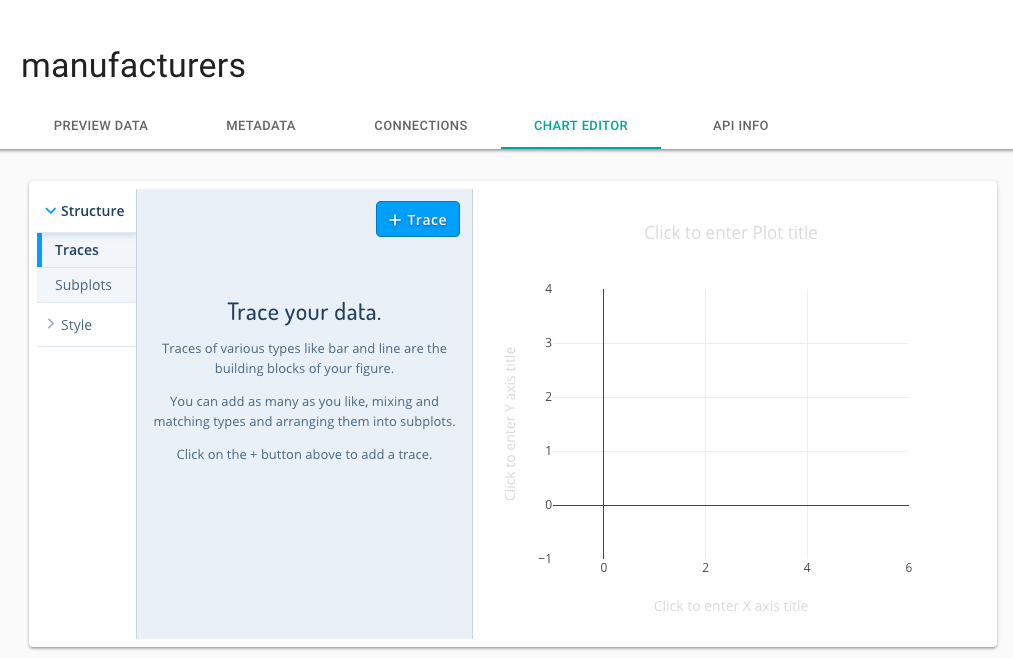 manufacturers
PREVIEW DATA
METADATA
CONNECTIONS
CHART EDITOR
API INFO
Structure
Traces
Subplots
Style
+ Trace
Trace your data.
Traces of various types like bar and line are the
building blocks of your figure.
You can add as many as you like, mixing and
matching types and arranging them into subplots.
Click on the + button above to add a trace.
Click to enter Plot title
4
3
2
1
0
−1
0
2
4
6
Click to enter Y axis title
Click to enter X axis title